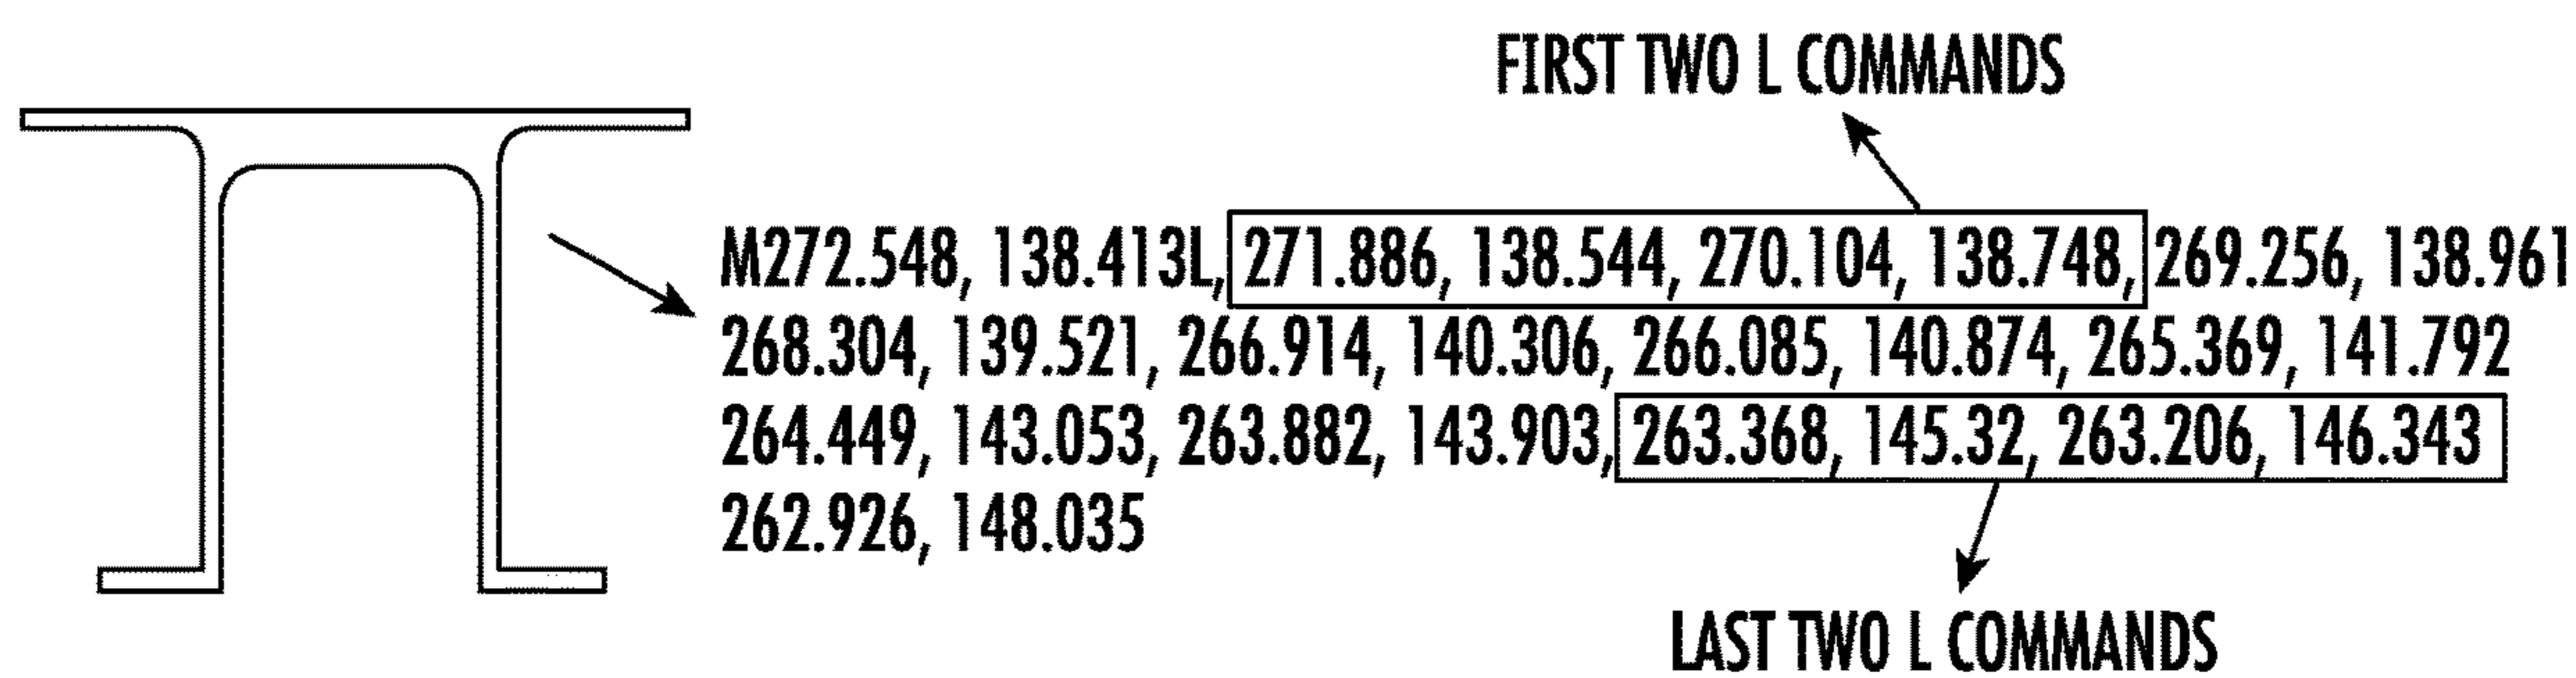 FIRST TWO L COMMANDS
M272.548, 138.413L, 271.886, 138.544, 270.104, 138.748, 269.256, 138.961
268.304, 139.521, 266.914, 140.306, 266.085, 140.874, 265.369, 141.792
264.449, 143.053, 263.882, 143.903, 263.368, 145.32, 263.206, 146.343
262.926, 148.035
LAST TWO L COMMANDS